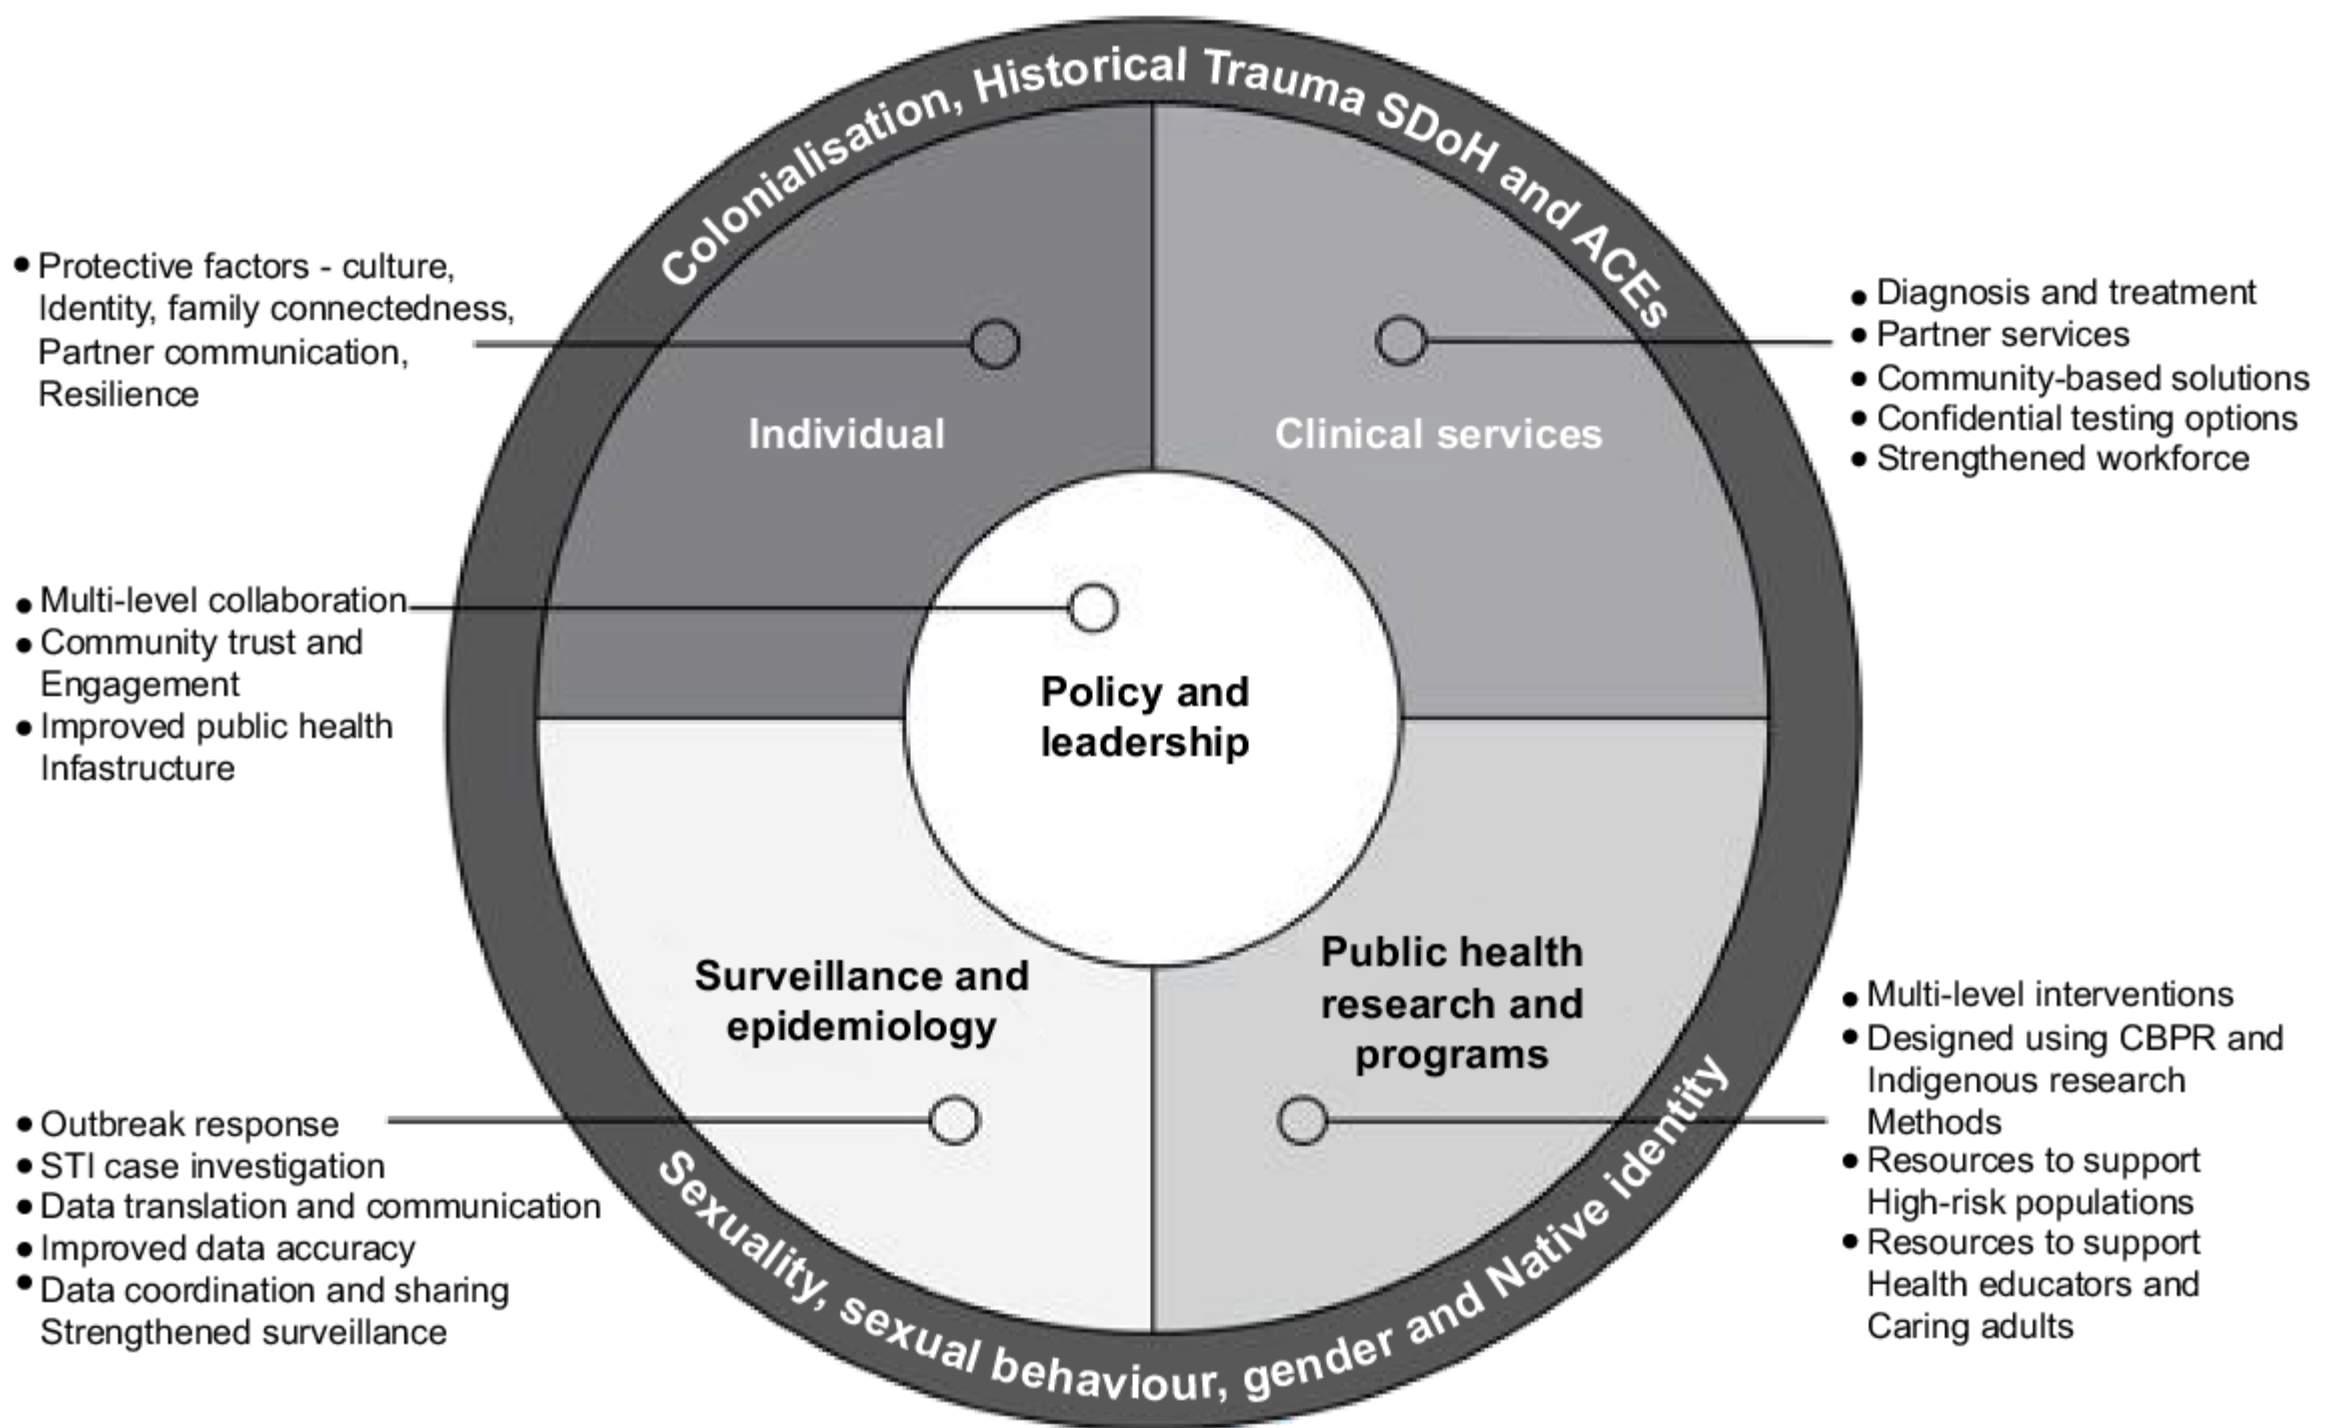 Colonialisation, Historical Trauma SDoH and ACEs
• Protective factors - culture,
Identity, family connectedness,
Partner communication,
Resilience
Individual
Clinical services
• Diagnosis and treatment
• Partner services
• Community-based solutions
• Confidential testing options
• Strengthened workforce
• Multi-level collaboration
• Community trust and
Engagement
• Improved public health
Infastructure
Policy and
leadership
Surveillance and
epidemiology
Public health
research and
programs
• Outbreak response
• STI case investigation
• Data translation and communication
• Improved data accuracy
• Data coordination and sharing
Strengthened surveillance
• Multi-level interventions
• Designed using CBPR and
Indigenous research
Methods
• Resources to support
High-risk populations
• Resources to support
Health educators and
Caring adults
Sexuality, sexual behaviour, gender and Native identity